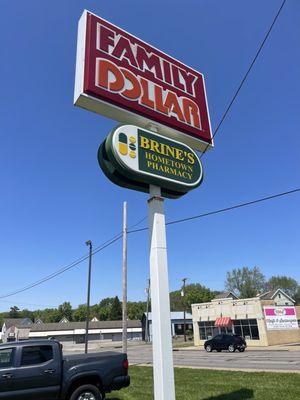 FAMILY
DOLLAR
BRINE'S
HOMETOWN
PHARMACY